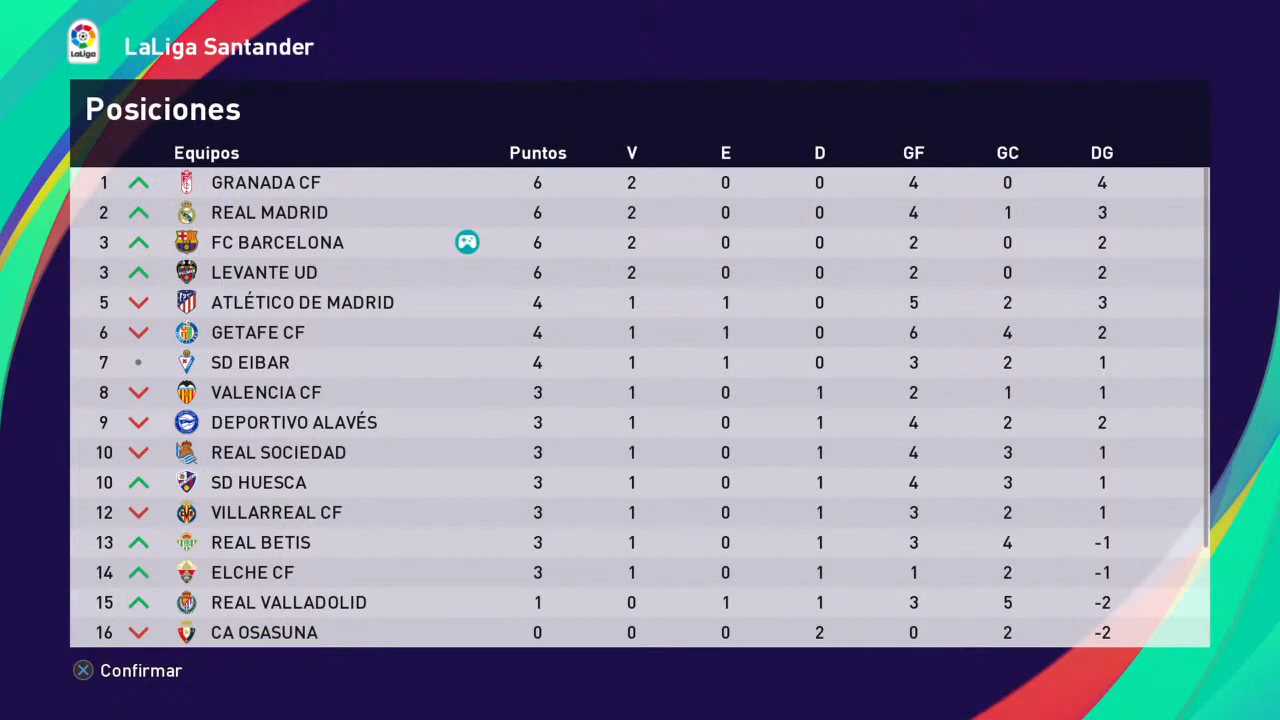 LaLiga Santander
LaLiga
Posiciones
Equipos Puntos V E D GF GC DG
1 GRANADA CF 6 2 0 0 4 0 4
2 REAL MADRID 6 2 0 0 4 1 3
3 FC BARCELONA 6 2 0 0 2 0 2
3 LEVANTE UD 6 2 0 0 2 0 2
5 ATLÉTICO DE MADRID 4 1 1 0 5 2 3
6 GETAFE CF 4 1 1 0 6 4 2
7 SD EIBAR 4 1 1 0 3 2 1
8 VALENCIA CF 3 1 0 1 2 1 1
9 DEPORTIVO ALAVÉS 3 1 0 1 4 2 2
10 REAL SOCIEDAD 3 1 0 1 4 3 1
10 SD HUESCA 3 1 0 1 4 3 1
12 VILLARREAL CF 3 1 0 1 3 2 1
13 REAL BETIS 3 1 0 1 3 4 -1
14 ELCHE CF 3 1 0 1 1 2 -1
15 REAL VALLADOLID 1 0 1 1 3 5 -2
16 CA OSASUNA 0 0 0 2 0 2 -2
Confirmar